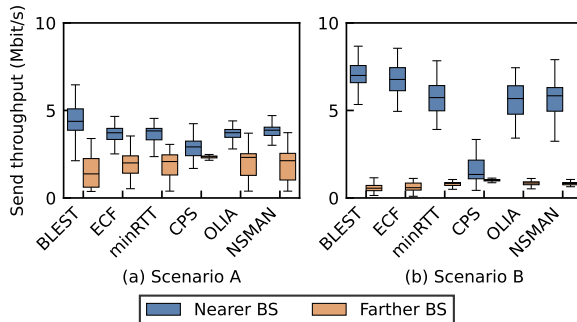 Send throughput (Mbit/s)
10
5
0
BLEST
ECF
minRTT
CPS
OLIA
NSMAN
(a) Scenario A
10
5
0
BLEST
ECF
minRTT
CPS
OLIA
NSMAN
(b) Scenario B
Nearer BS
Farther BS